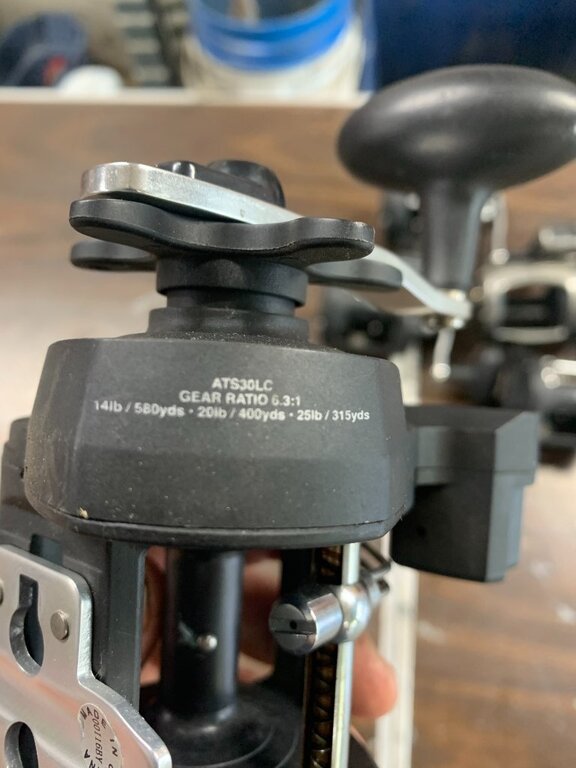 ATS30LC
GEAR RATIO 6.3:1
14lb / 580yds • 20lb / 400yds • 25lb / 315yds